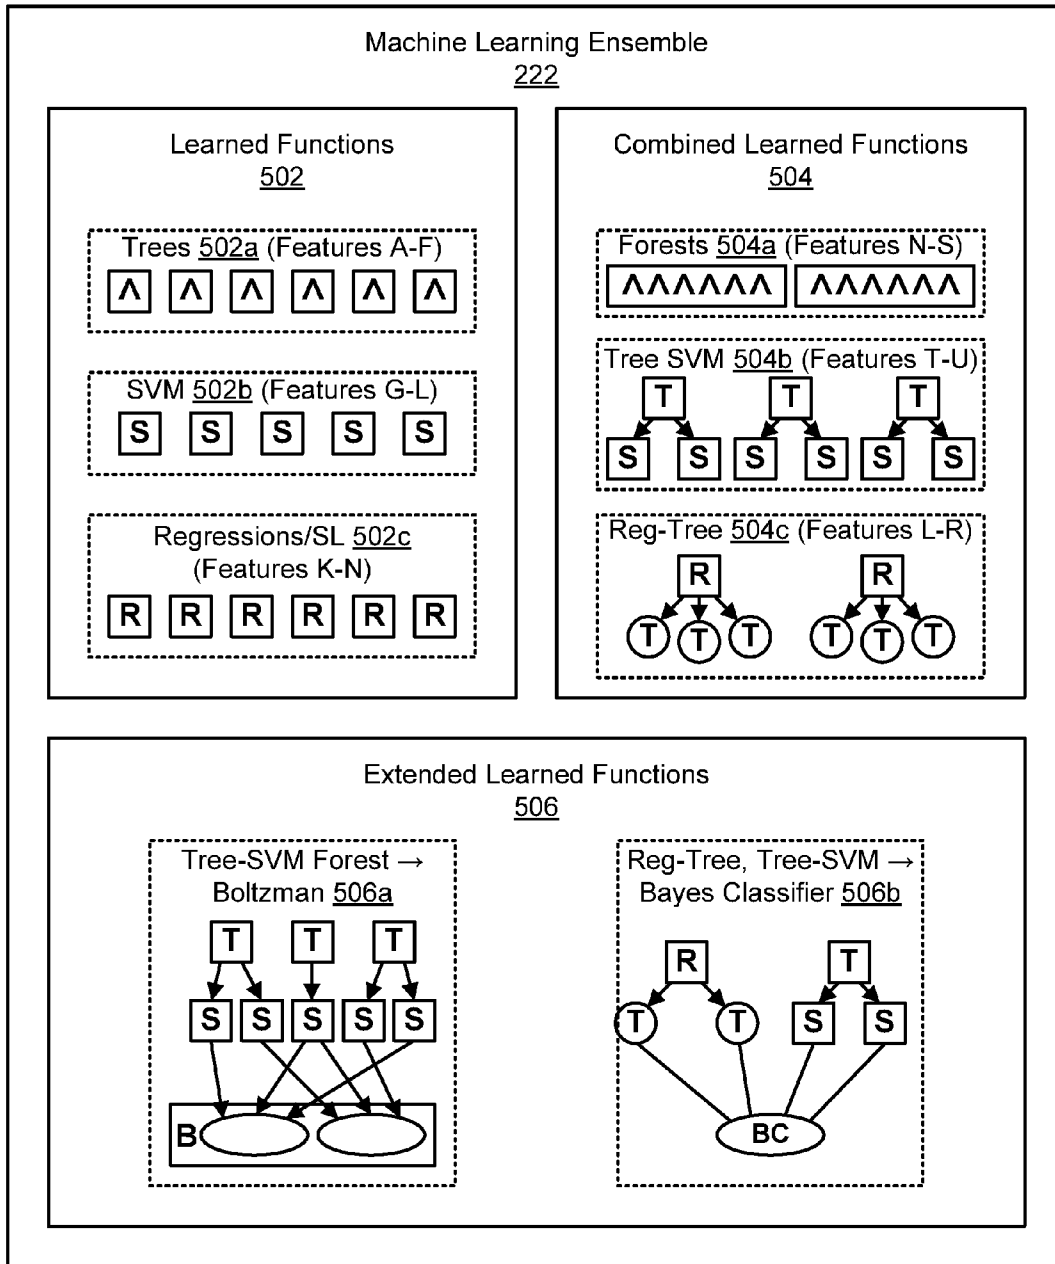 Machine Learning Ensemble
222
Learned Functions
502
Trees 502a (Features A-F)
Λ Λ Λ Λ Λ Λ
SVM 502b (Features G-L)
S S S S S
Regressions/SL 502c
(Features K-N)
R R R R R R
Combined Learned Functions
504
Forests 504a (Features N-S)
ΛΛΛΛΛΛ ΛΛΛΛΛΛ
Tree SVM 504b (Features T-U)
T T T
S S S S S S
Reg-Tree 504c (Features L-R)
R R
T T T T T T
Extended Learned Functions
506
Tree-SVM Forest →
Boltzman 506a
T T T
S S S S S
B
Reg-Tree, Tree-SVM →
Bayes Classifier 506b
R T
T T S S
BC